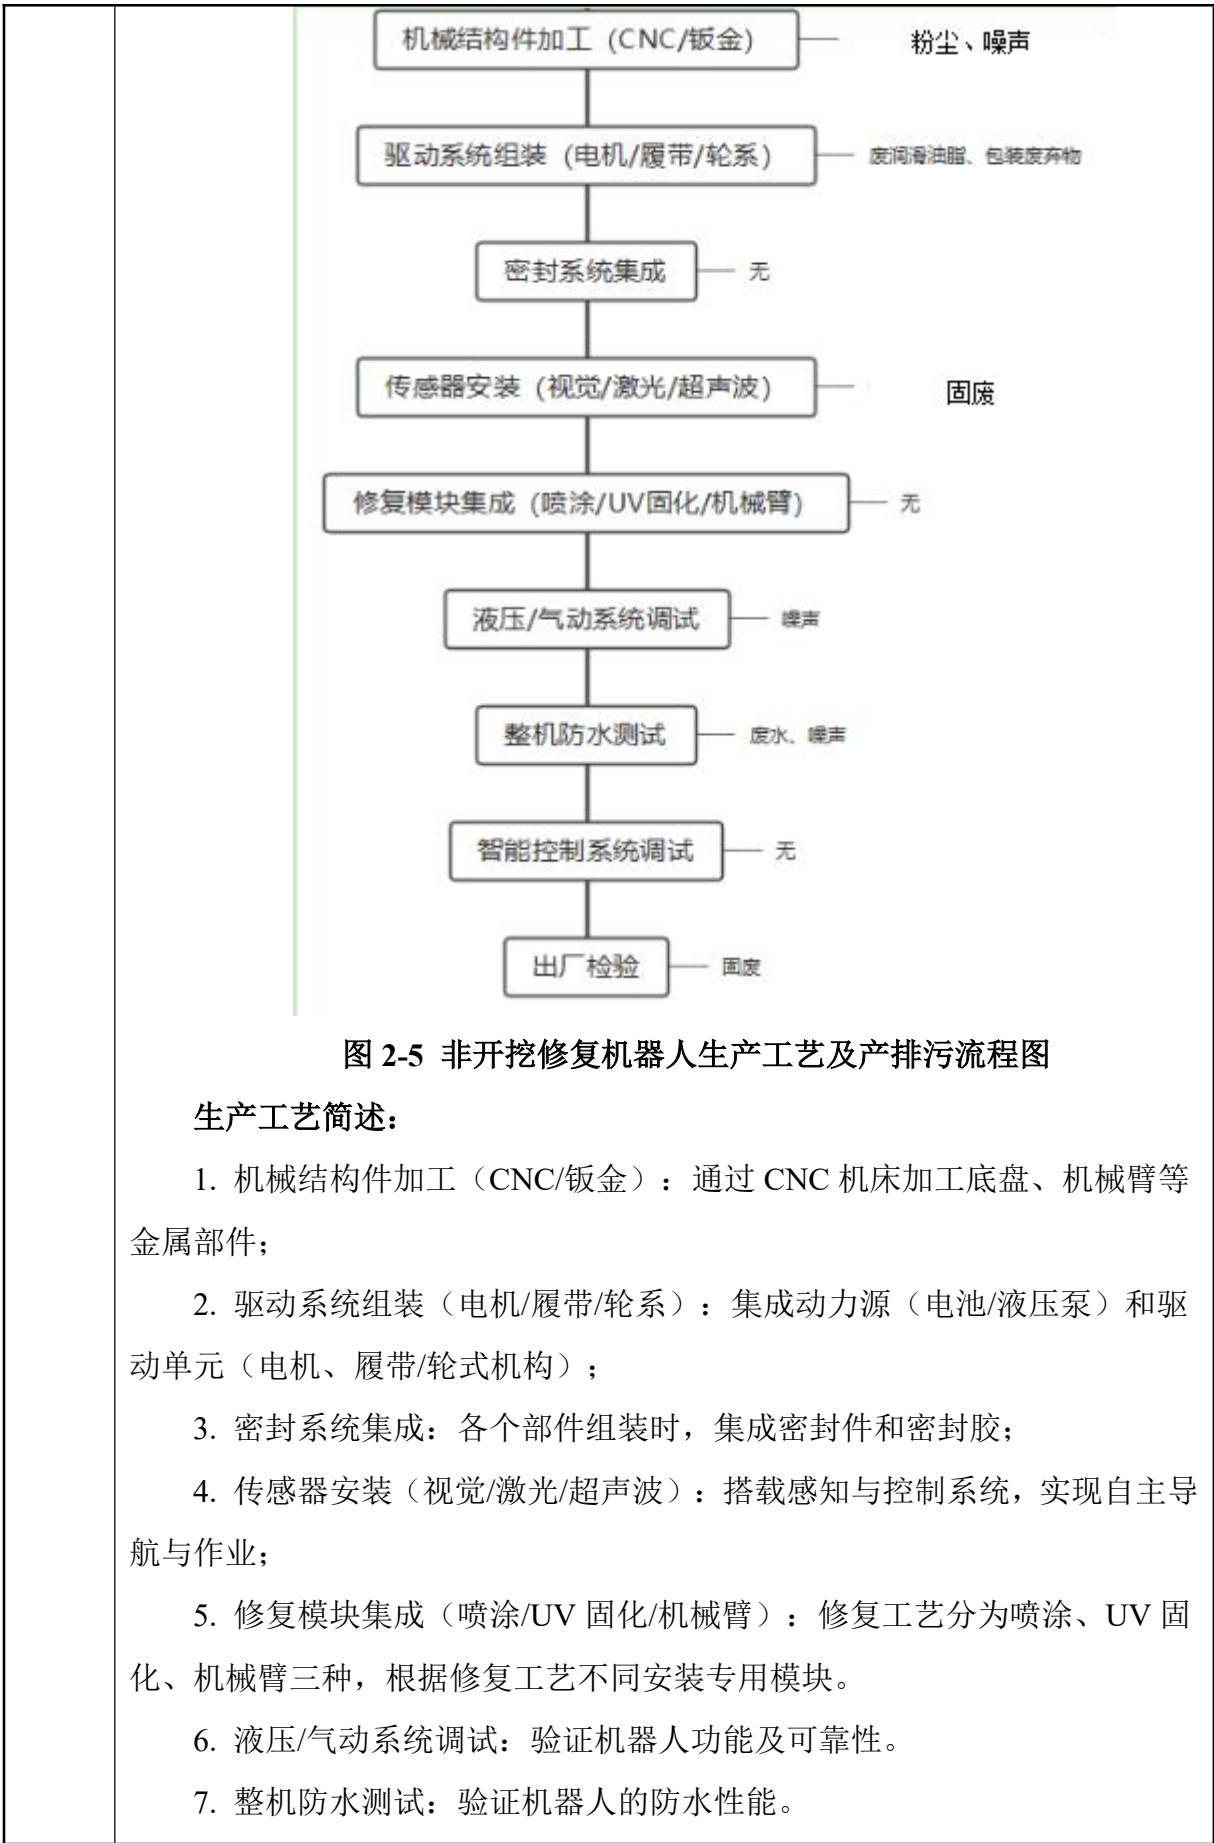 机械结构件加工 (CNC/钣金) 粉尘、噪声
驱动系统组装 (电机/履带/轮系) 废润滑油脂、包装废弃物
密封系统集成 无
传感器安装 (视觉/激光/超声波) 固废
修复模块集成 (喷涂/UV固化/机械臂) 无
液压/气动系统调试 噪声
整机防水测试 废水、噪声
智能控制系统调试 无
出厂检验 固废
图 2-5 非开挖修复机器人生产工艺及产排污流程图
生产工艺简述：
1. 机械结构件加工（CNC/钣金）：通过 CNC 机床加工底盘、机械臂等
金属部件；
2. 驱动系统组装（电机/履带/轮系）：集成动力源（电池/液压泵）和驱
动单元（电机、履带/轮式机构）；
3. 密封系统集成：各个部件组装时，集成密封件和密封胶；
4. 传感器安装（视觉/激光/超声波）：搭载感知与控制系统，实现自主导
航与作业；
5. 修复模块集成（喷涂/UV 固化/机械臂）：修复工艺分为喷涂、UV 固
化、机械臂三种，根据修复工艺不同安装专用模块。
6. 液压/气动系统调试：验证机器人功能及可靠性。
7. 整机防水测试：验证机器人的防水性能。